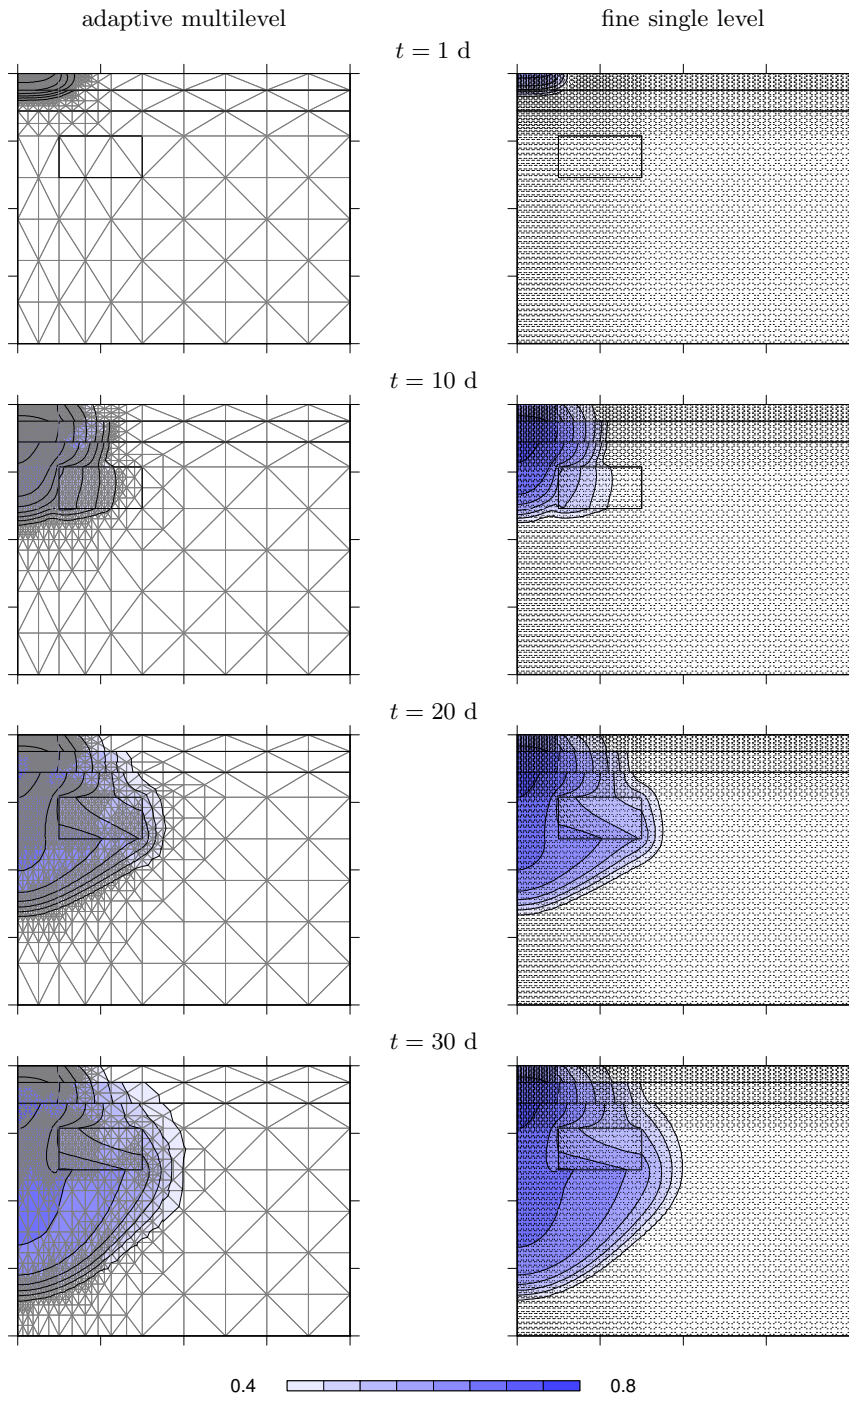 adaptive multilevel fine single level
t = 1 d
t = 10 d
t = 20 d
t = 30 d
0.4 0.8